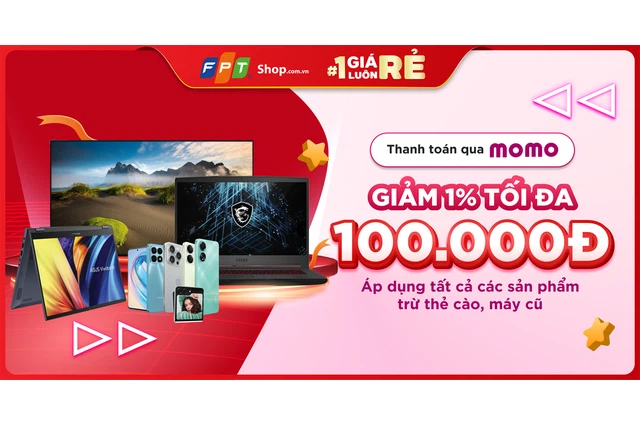 FPT Shop.com.vn
#1 GIÁ LUÔN RẺ
Thanh toán qua momo
GIẢM 1% TỐI ĐA
100.000Đ
Áp dụng tất cả các sản phẩm
trừ thẻ cào, máy cũ
msi